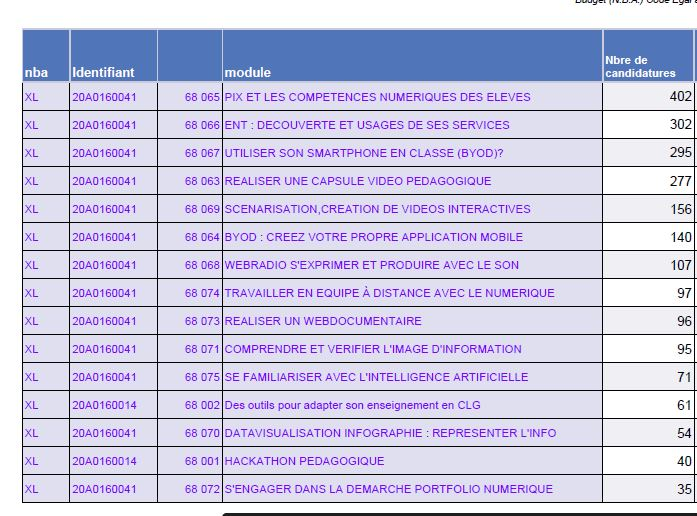 Budget (N.B.A.) Code Egal
nba Identifiant module Nbre de candidatures
XL 20A0160041 68 065 PIX ET LES COMPETENCES NUMERIQUES DES ELEVES 402
XL 20A0160041 68 066 ENT : DECOUVERTE ET USAGES DE SES SERVICES 302
XL 20A0160041 68 067 UTILISER SON SMARTPHONE EN CLASSE (BYOD)? 295
XL 20A0160041 68 063 REALISER UNE CAPSULE VIDEO PEDAGOGIQUE 277
XL 20A0160041 68 069 SCENARISATION,CREATION DE VIDEOS INTERACTIVES 156
XL 20A0160041 68 064 BYOD : CREEZ VOTRE PROPRE APPLICATION MOBILE 140
XL 20A0160041 68 068 WEBRADIO S'EXPRIMER ET PRODUIRE AVEC LE SON 107
XL 20A0160041 68 074 TRAVAILLER EN EQUIPE À DISTANCE AVEC LE NUMERIQUE 97
XL 20A0160041 68 073 REALISER UN WEBDOCUMENTAIRE 96
XL 20A0160041 68 071 COMPRENDRE ET VERIFIER L'IMAGE D'INFORMATION 95
XL 20A0160041 68 075 SE FAMILIARISER AVEC L'INTELLIGENCE ARTIFICIELLE 71
XL 20A0160014 68 002 Des outils pour adapter son enseignement en CLG 61
XL 20A0160041 68 070 DATAVISUALISATION INFOGRAPHIE : REPRESENTER L'INFO 54
XL 20A0160014 68 001 HACKATHON PEDAGOGIQUE 40
XL 20A0160041 68 072 S'ENGAGER DANS LA DEMARCHE PORTFOLIO NUMERIQUE 35